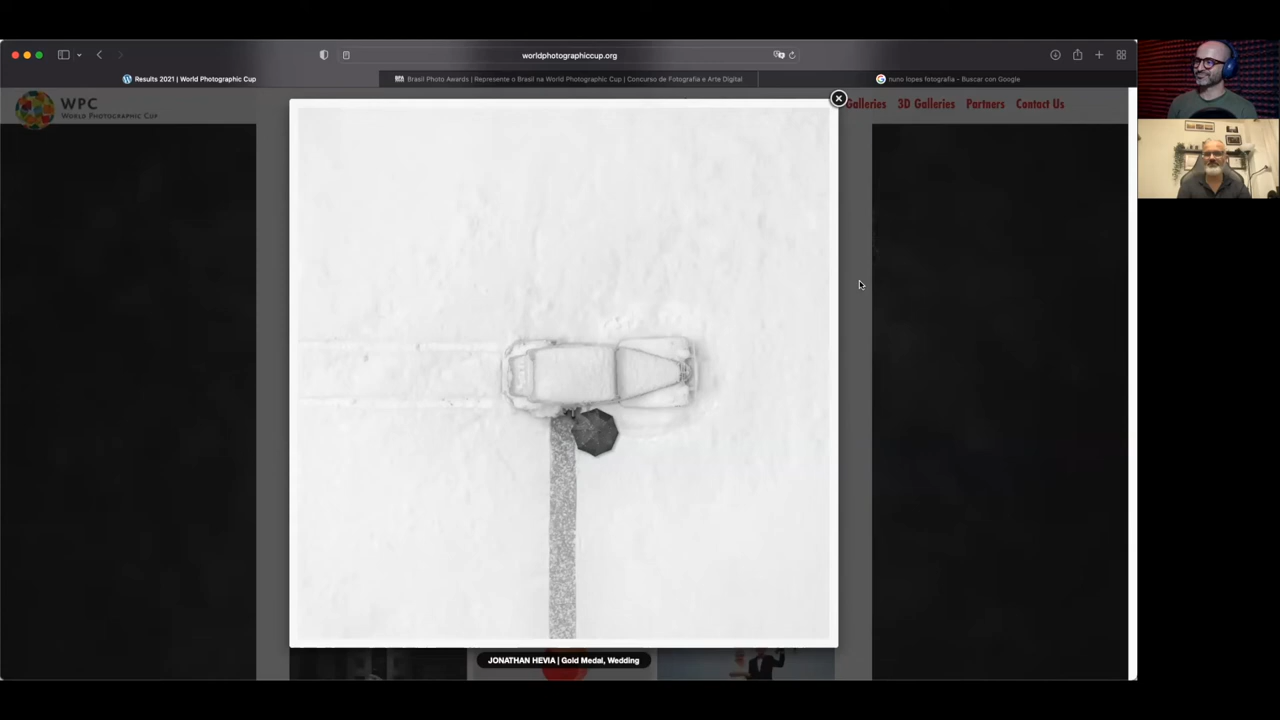 worldphotographiccup.org
Results 2021 | World Photographic Cup
Brasil Photo Awards | Represente o Brasil na World Photographic Cup | Concurso de Fotografia e Arte Digital
nuno lopes fotografia - Buscar con Google
WPC
World Photographic Cup
Galleries 3D Galleries Partners Contact Us
JONATHAN HEVIA | Gold Medal, Wedding